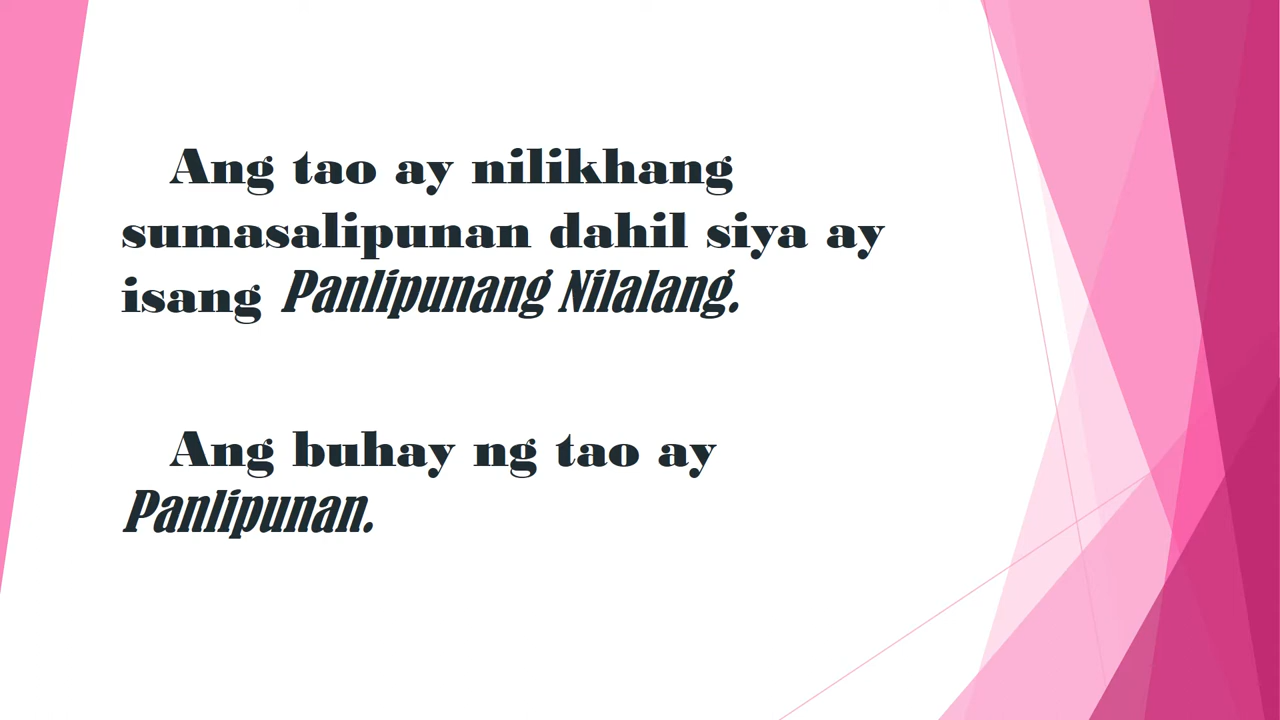 Ang tao ay nilikhang
sumasalipunan dahil siya ay
isang Panlipunang Nilalang.
Ang buhay ng tao ay
Panlipunan.